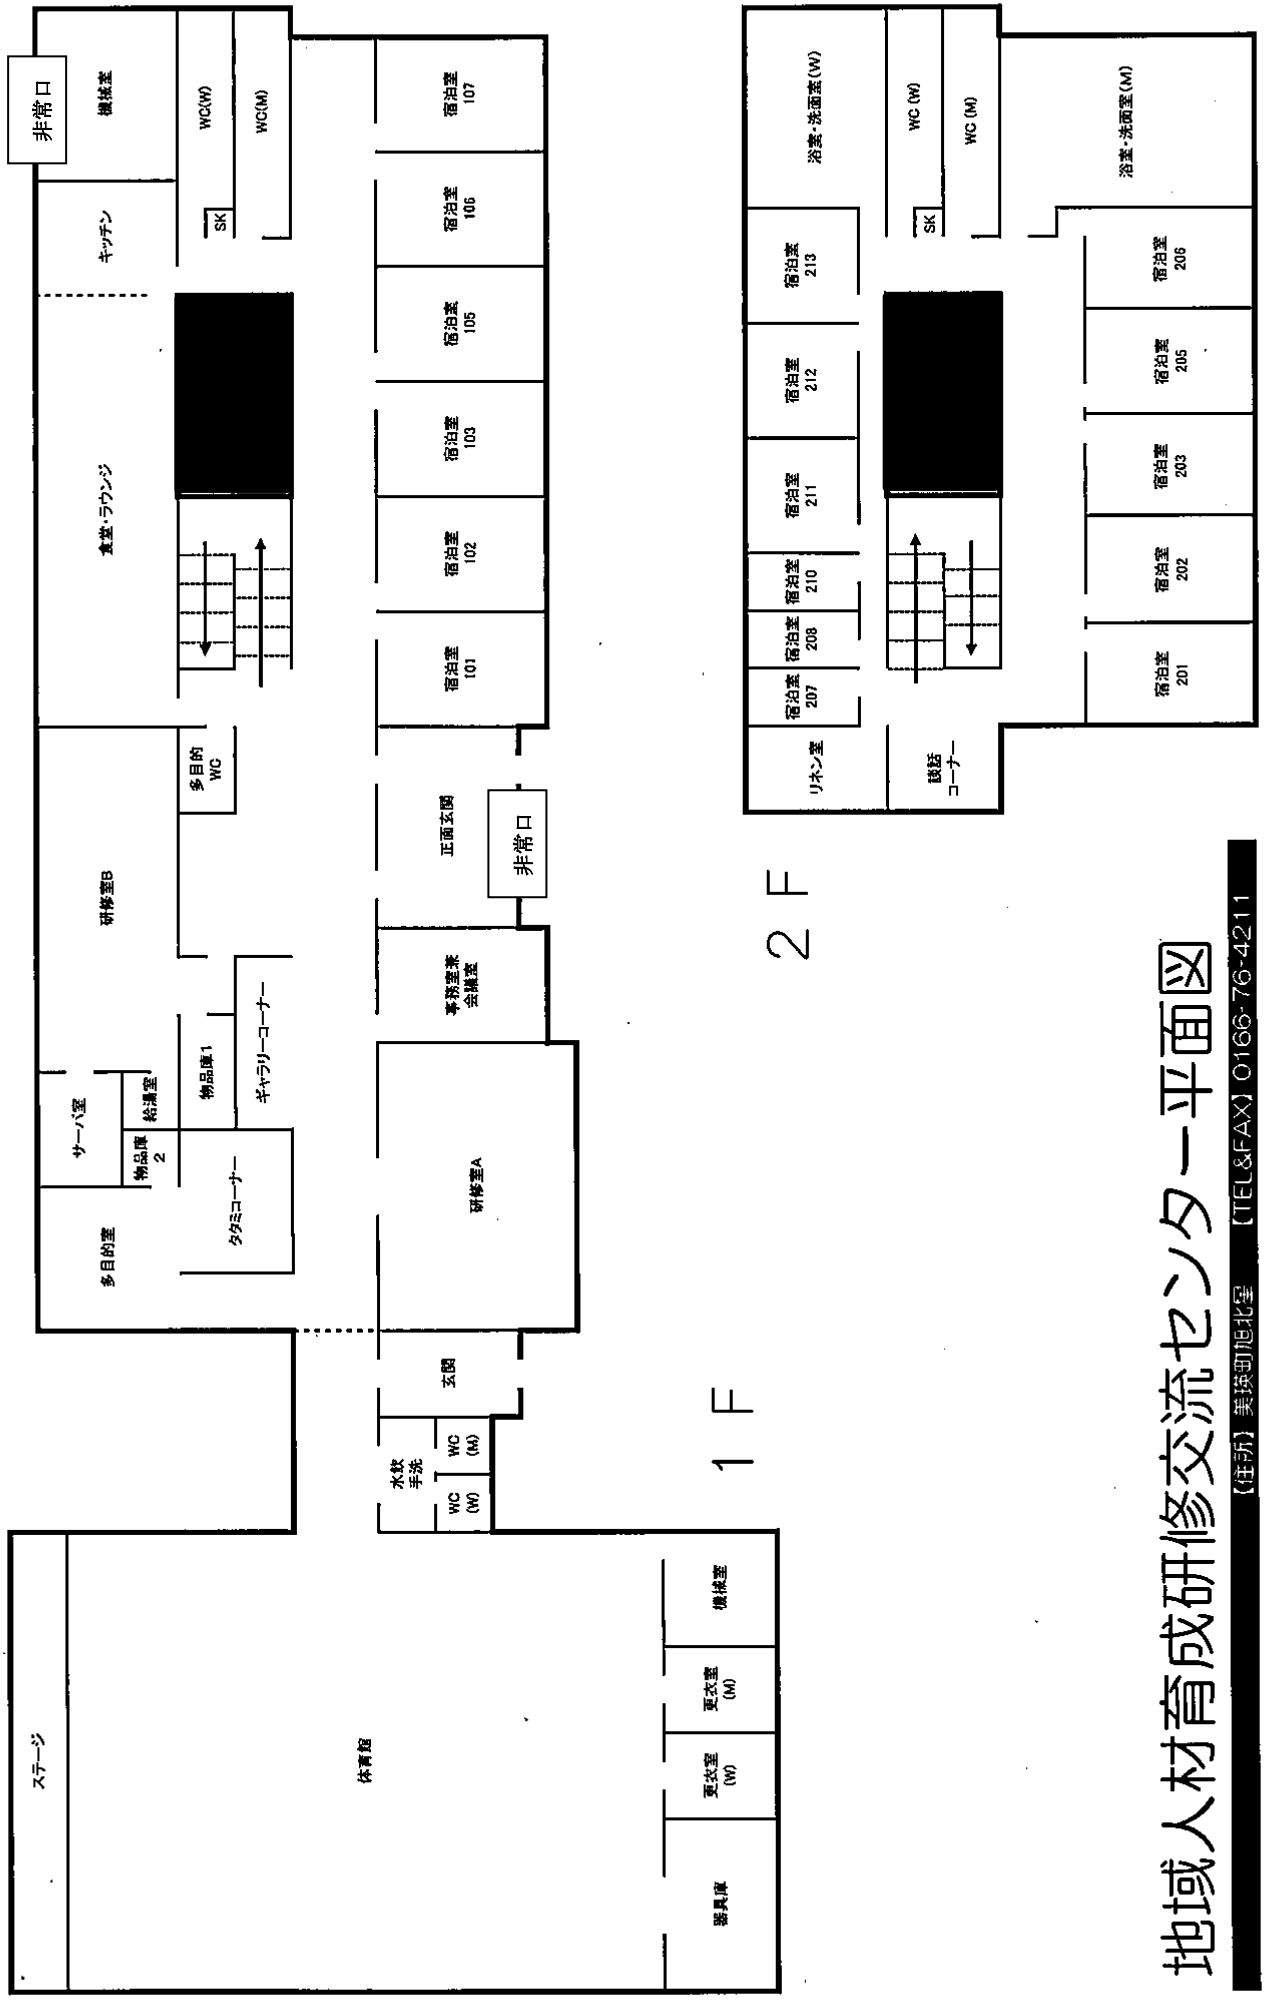 ステージ
体育館
器具庫
更衣室
(W)
更衣室
(M)
機械室
水飲
手洗
WC
(W)
WC
(M)
玄関
多目的室
タタミコーナー
サーバ室
物品庫
2
給湯室
物品庫1
ギャラリーコーナー
研修室A
研修室B
事務室兼
会議室
多目的
WC
正面玄関
非常口
食堂・ラウンジ
キッチン
機械室
非常口
WC(W)
SK
WC(M)
宿泊室
101
宿泊室
102
宿泊室
103
宿泊室
105
宿泊室
106
宿泊室
107
1F
リネン室
談話
コーナー
宿泊室
207
宿泊室
208
宿泊室
210
宿泊室
211
宿泊室
212
宿泊室
213
浴室・洗面室(W)
WC(W)
SK
WC(M)
浴室・洗面室(M)
宿泊室
201
宿泊室
202
宿泊室
203
宿泊室
205
宿泊室
206
2F
地域人材育成研修交流センター平面図
【住所】美瑛町旭北星 【TEL&FAX】0166-76-4211